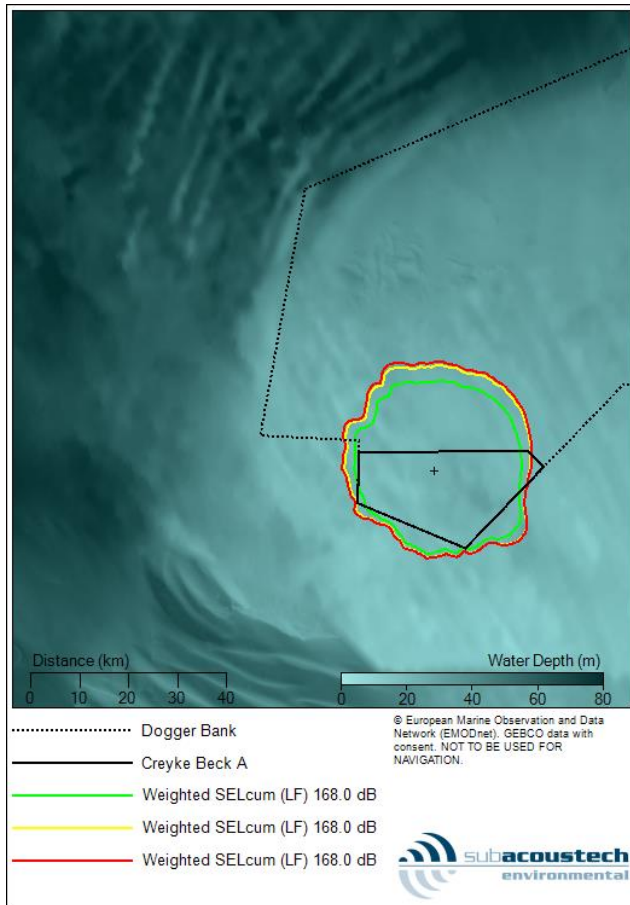 Distance (km)
0 10 20 30 40
Water Depth (m)
0 20 40 60 80
Dogger Bank
Creyke Beck A
Weighted SELcum (LF) 168.0 dB
Weighted SELcum (LF) 168.0 dB
Weighted SELcum (LF) 168.0 dB
© European Marine Observation and Data
Network (EMODnet). GEBCO data with
consent. NOT TO BE USED FOR
NAVIGATION.
subacoustech
environmental